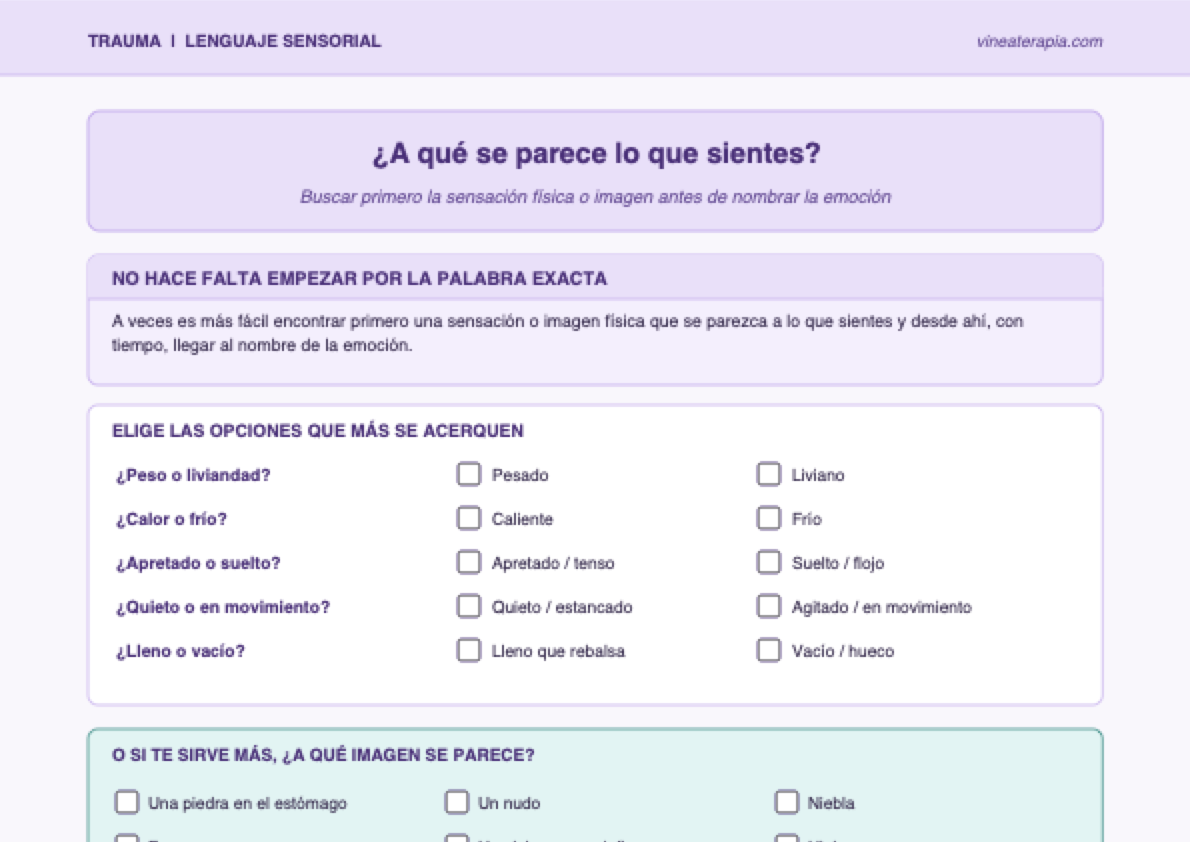 TRAUMA | LENGUAJE SENSORIAL
vineaterapia.com
¿A qué se parece lo que sientes?
Buscar primero la sensación física o imagen antes de nombrar la emoción
NO HACE FALTA EMPEZAR POR LA PALABRA EXACTA
A veces es más fácil encontrar primero una sensación o imagen física que se parezca a lo que sientes y desde ahí, con
tiempo, llegar al nombre de la emoción.
ELIGE LAS OPCIONES QUE MÁS SE ACERQUEN
¿Peso o liviandad? Pesado Liviano
¿Calor o frío? Caliente Frío
¿Apretado o suelto? Apretado / tenso Suelto / flojo
¿Quieto o en movimiento? Quieto / estancado Agitado / en movimiento
¿Lleno o vacío? Lleno que rebalsa Vacío / hueco
O SI TE SIRVE MÁS, ¿A QUÉ IMAGEN SE PARECE?
Una piedra en el estómago Un nudo Niebla